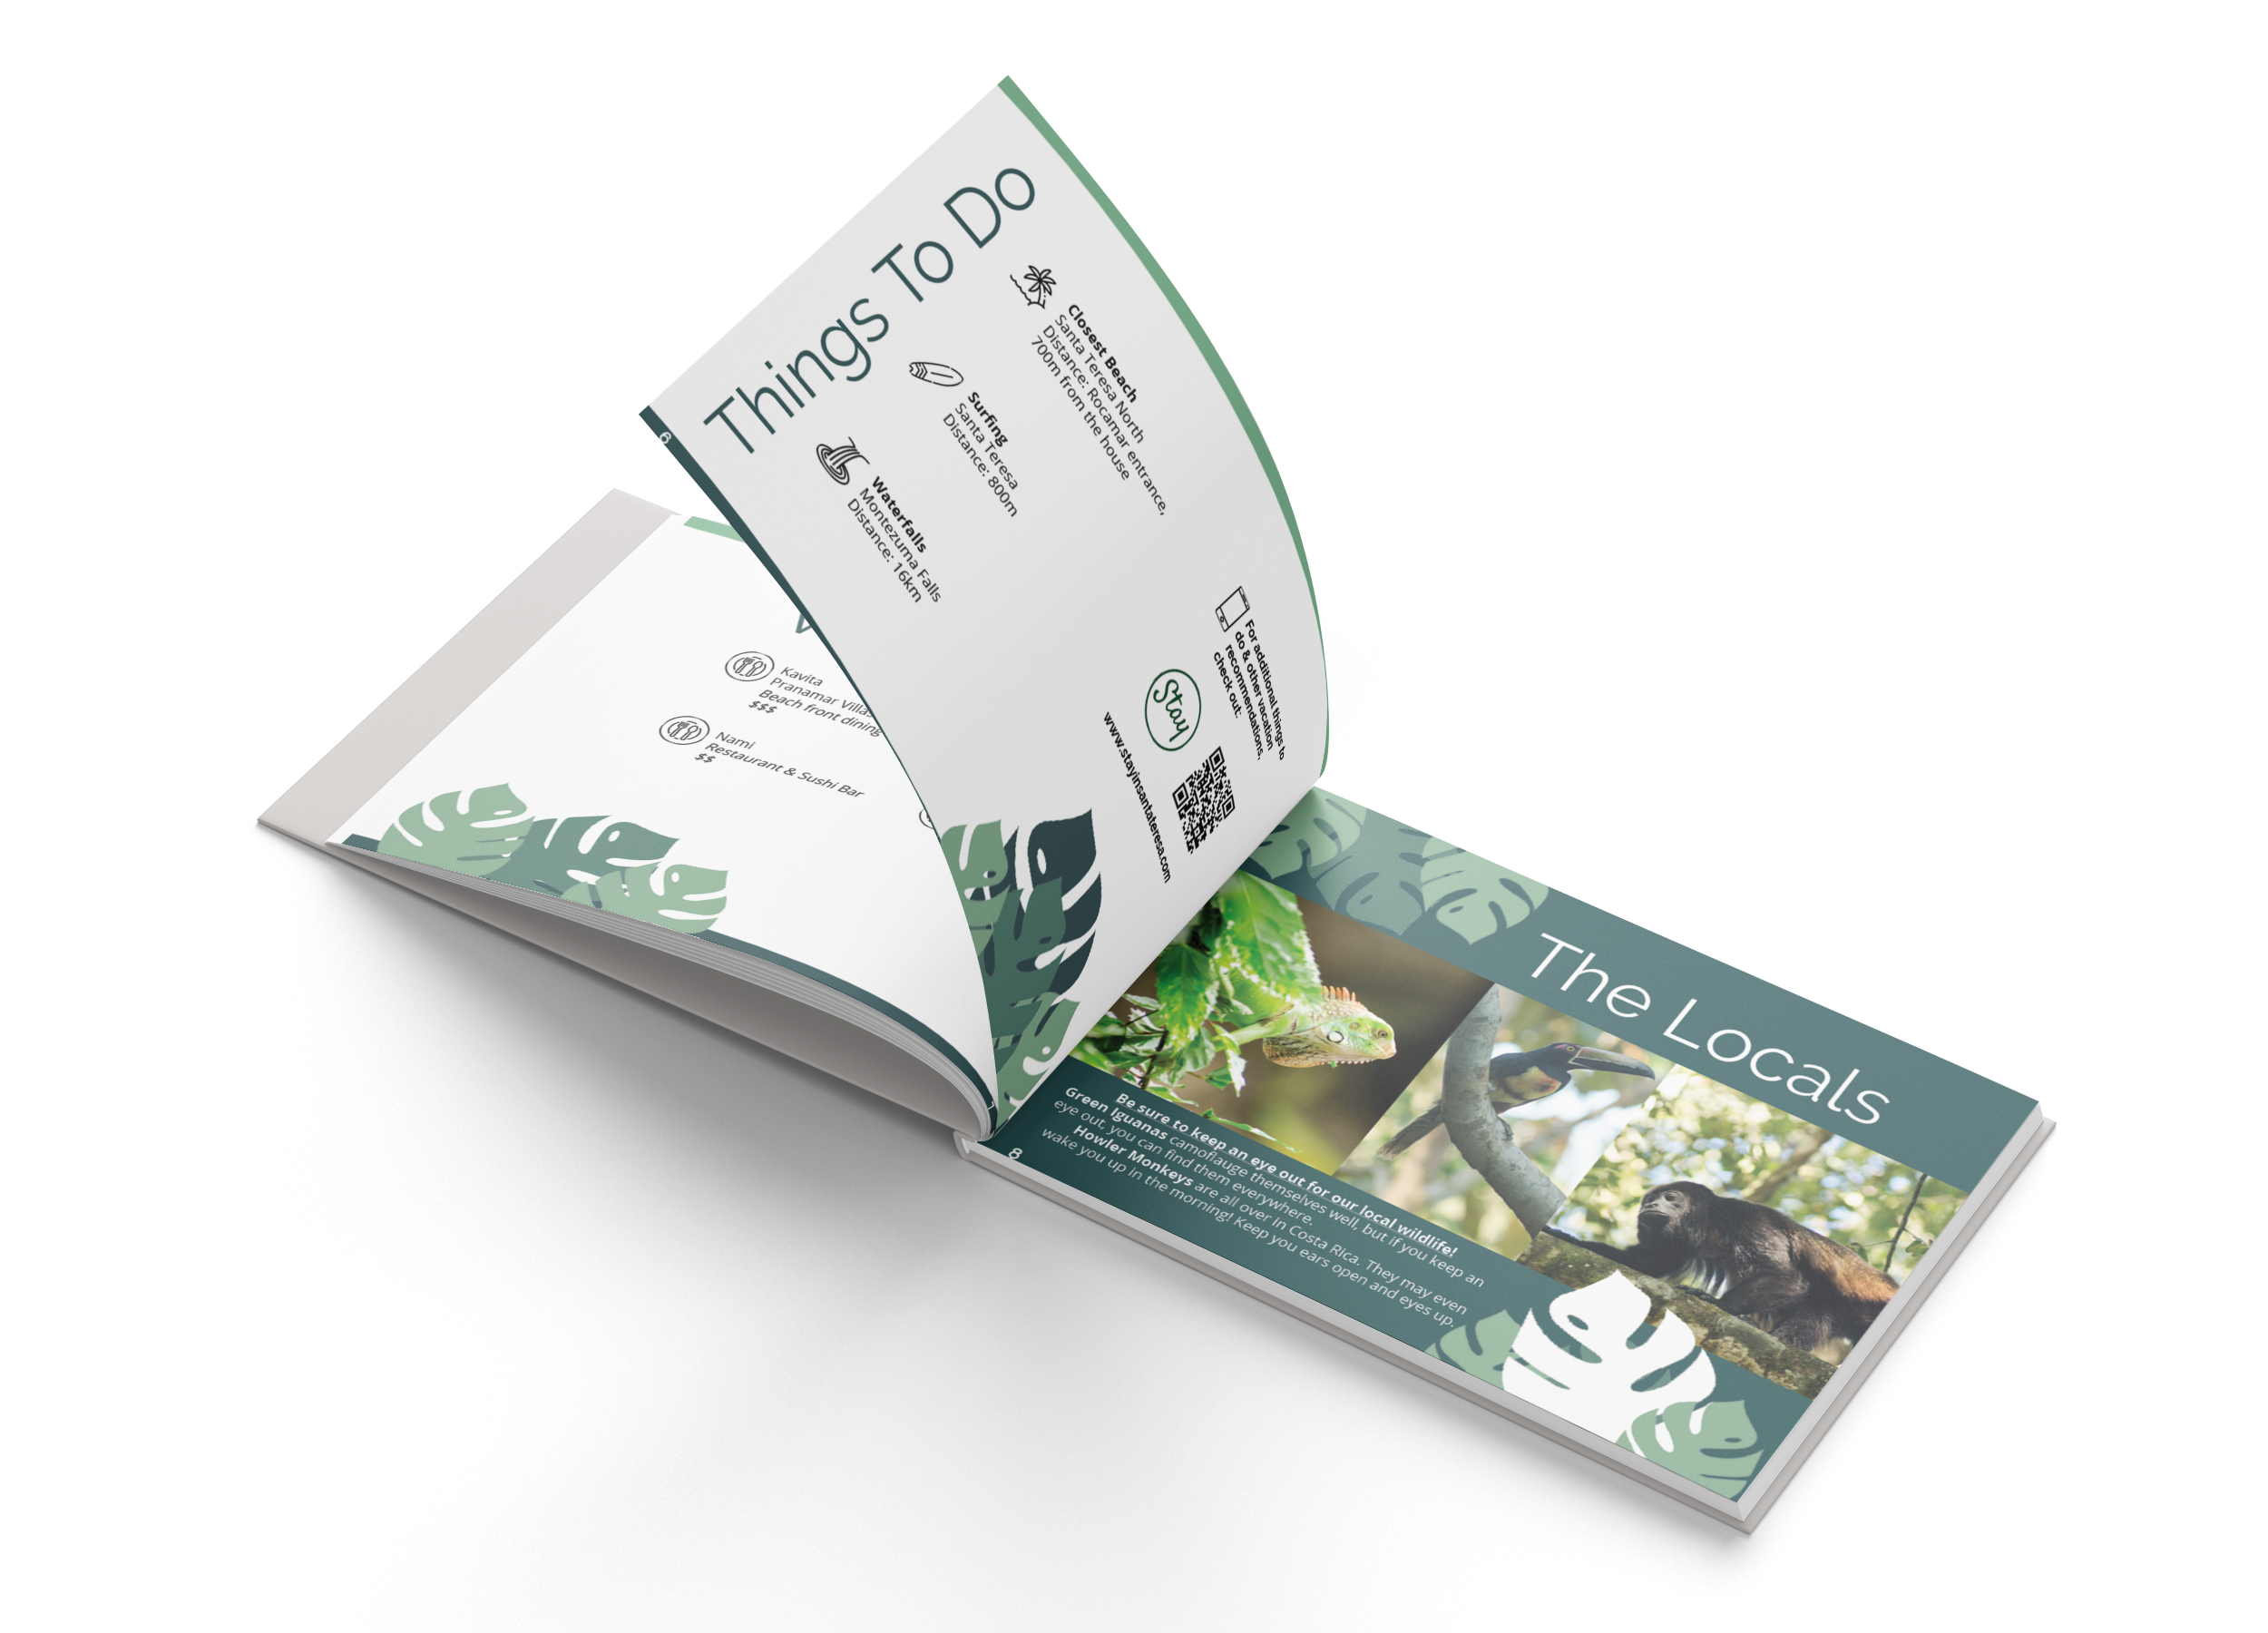 Kavita
Pranamar Villas
Beach front dining
$$$
Nami
Restaurant & Sushi Bar
$$
Things To Do
Closest Beach
Santa Teresa North
Distance: Rocamar entrance,
700m from the house
Surfing
Santa Teresa
Distance: 800m
Waterfalls
Montezuma Falls
Distance: 16km
For additional things to
do & other vacation
recommendations,
check out:
Stay
www.stayinsantateresa.com
6
The Locals
Be sure to keep an eye out for our local wildlife!
Green Iguanas camoflauge themselves well, but if you keep an
eye out, you can find them everywhere.
Howler Monkeys are all over in Costa Rica. They may even
wake you up in the morning! Keep you ears open and eyes up.
8